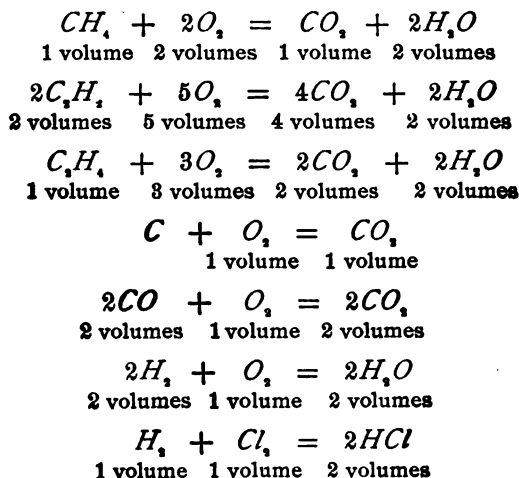 CH₄ + 2O₂ = CO₂ + 2H₂O
1 volume 2 volumes 1 volume 2 volumes
2C₂H₂ + 5O₂ = 4CO₂ + 2H₂O
2 volumes 5 volumes 4 volumes 2 volumes
C₂H₄ + 3O₂ = 2CO₂ + 2H₂O
1 volume 3 volumes 2 volumes 2 volumes
C + O₂ = CO₂
1 volume 1 volume
2CO + O₂ = 2CO₂
2 volumes 1 volume 2 volumes
2H₂ + O₂ = 2H₂O
2 volumes 1 volume 2 volumes
H₂ + Cl₂ = 2HCl
1 volume 1 volume 2 volumes